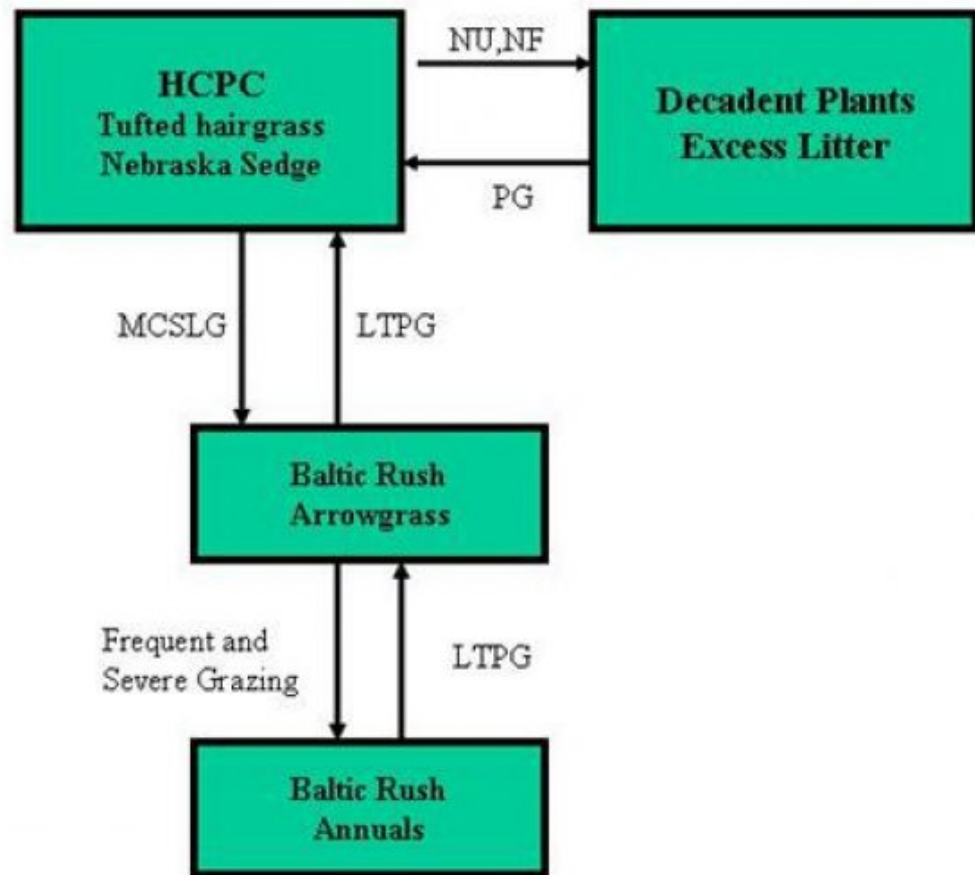 HCPC
Tufted hairgrass
Nebraska Sedge
NU,NF
Decadent Plants
Excess Litter
PG
MCSLG
LTPG
Baltic Rush
Arrowgrass
Frequent and
Severe Grazing
LTPG
Baltic Rush
Annuals